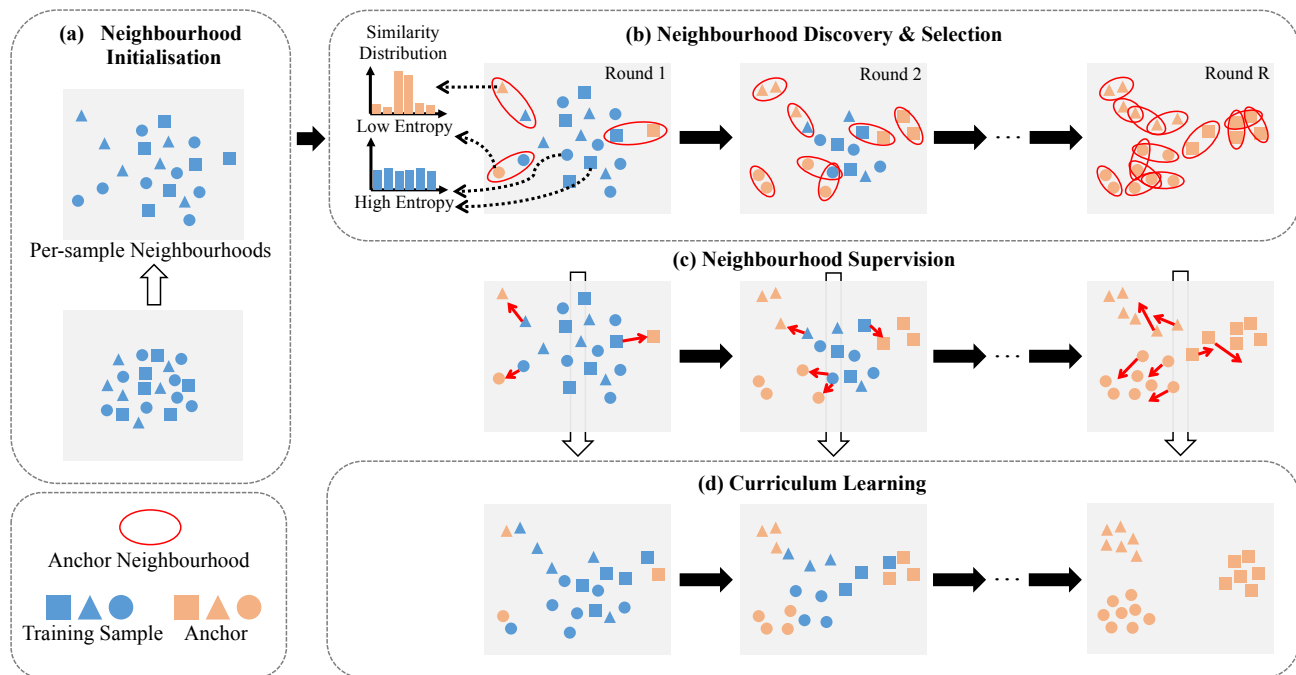 (a) Neighbourhood
Initialisation
Per-sample Neighbourhoods
Anchor Neighbourhood
Training Sample
Anchor
(b) Neighbourhood Discovery & Selection
Similarity
Distribution
Low Entropy
High Entropy
Round 1
Round 2
...
Round R
(c) Neighbourhood Supervision
...
(d) Curriculum Learning
...